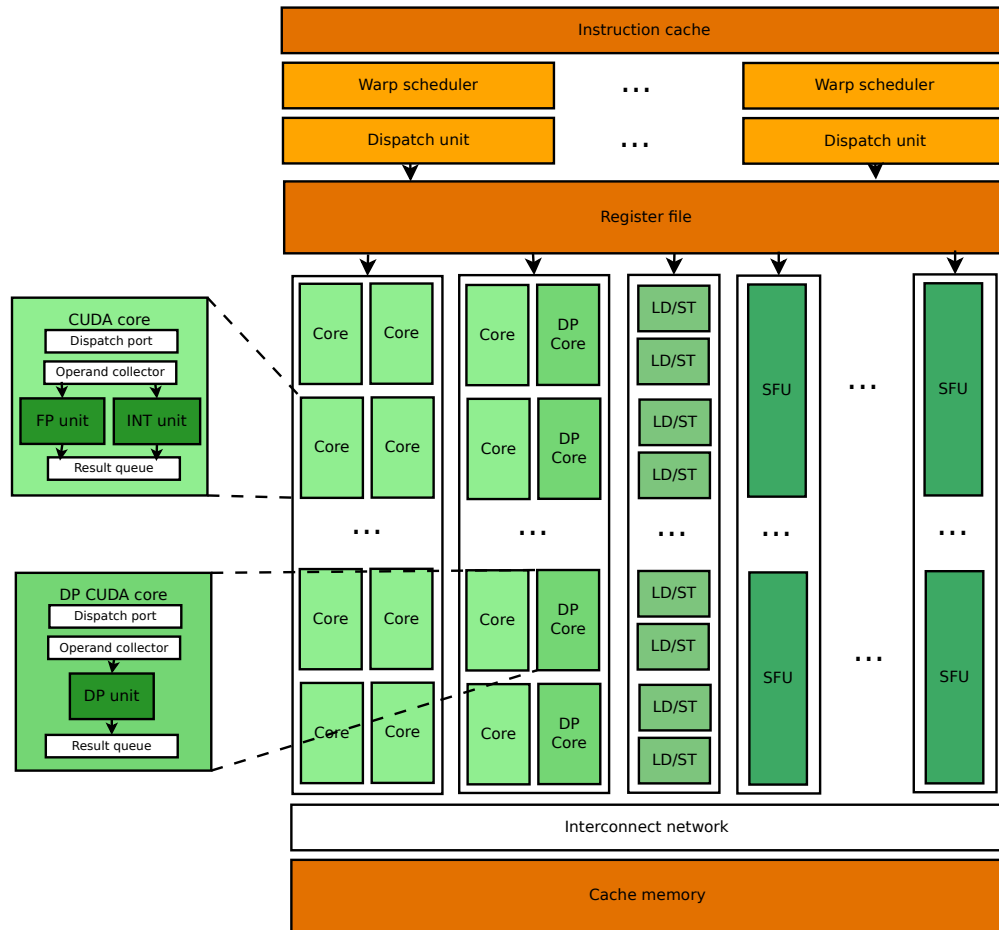 Instruction cache
Warp scheduler ... Warp scheduler
Dispatch unit ... Dispatch unit
Register file
CUDA core
Dispatch port
Operand collector
FP unit INT unit
Result queue
DP CUDA core
Dispatch port
Operand collector
DP unit
Result queue
Core Core
Core Core
...
Core Core
Core Core
Core DP Core
Core DP Core
...
Core DP Core
Core DP Core
LD/ST
LD/ST
LD/ST
LD/ST
...
LD/ST
LD/ST
LD/ST
LD/ST
SFU ... SFU
... ...
SFU ... SFU
Interconnect network
Cache memory